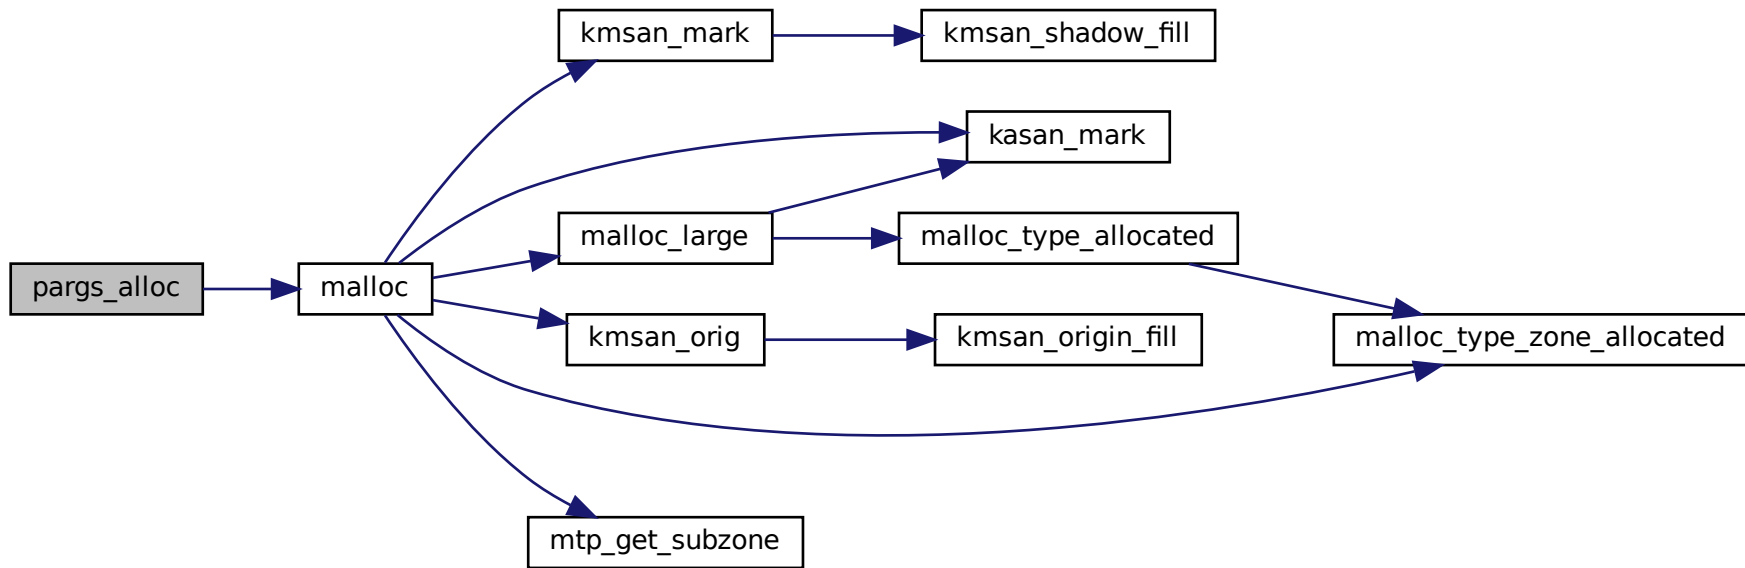 kmsan_mark
kmsan_shadow_fill
kasan_mark
malloc_large
malloc_type_allocated
pargs_alloc
malloc
kmsan_orig
kmsan_origin_fill
malloc_type_zone_allocated
mtp_get_subzone